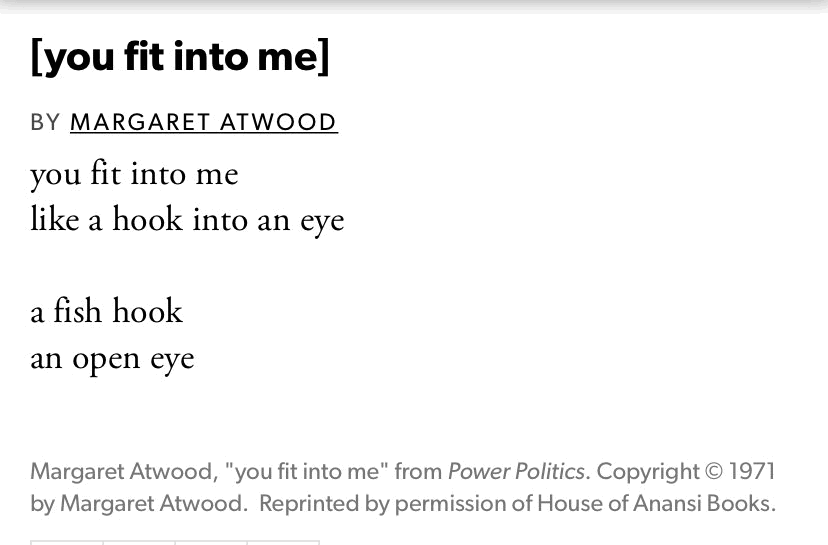 [you fit into me]
BY MARGARET ATWOOD
you fit into me
like a hook into an eye
a fish hook
an open eye
Margaret Atwood, "you fit into me" from Power Politics. Copyright © 1971
by Margaret Atwood.  Reprinted by permission of House of Anansi Books.